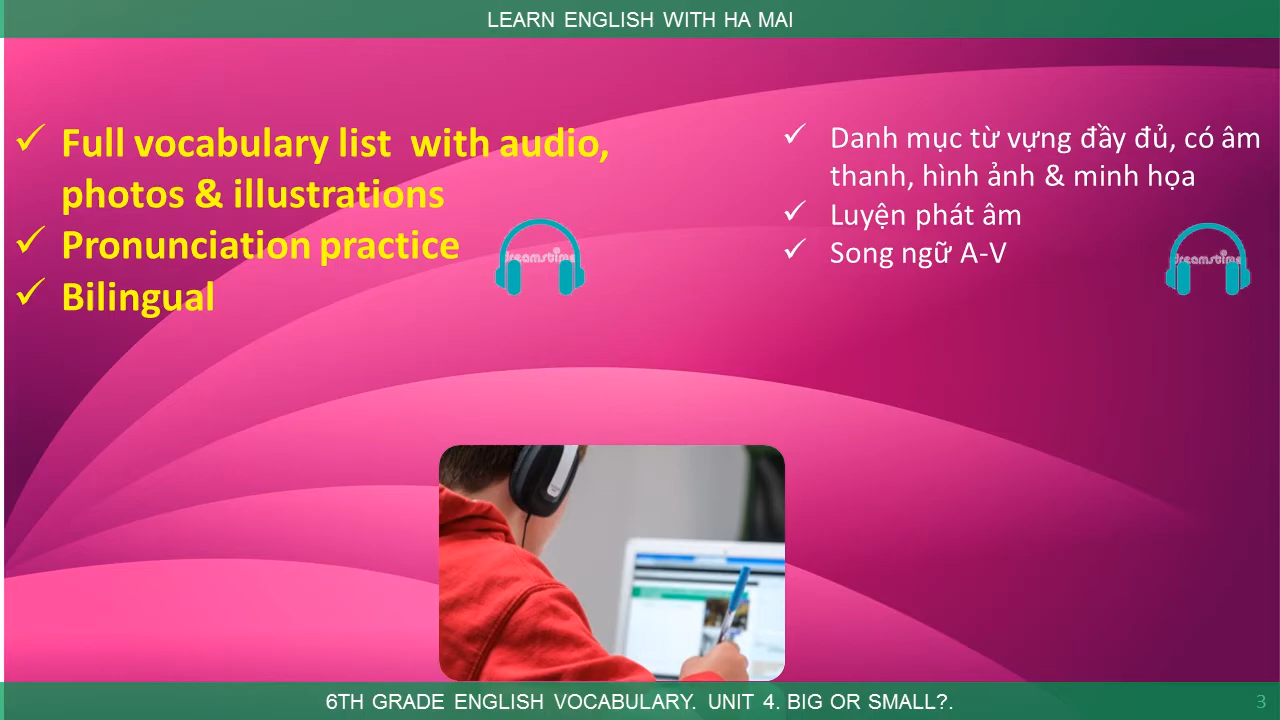 LEARN ENGLISH WITH HA MAI
✓ Full vocabulary list with audio,
photos & illustrations
✓ Pronunciation practice
✓ Bilingual
dreamstime
✓ Danh mục từ vựng đầy đủ, có âm
thanh, hình ảnh & minh họa
✓ Luyện phát âm
✓ Song ngữ A-V
dreamstime
6TH GRADE ENGLISH VOCABULARY. UNIT 4. BIG OR SMALL?.
3